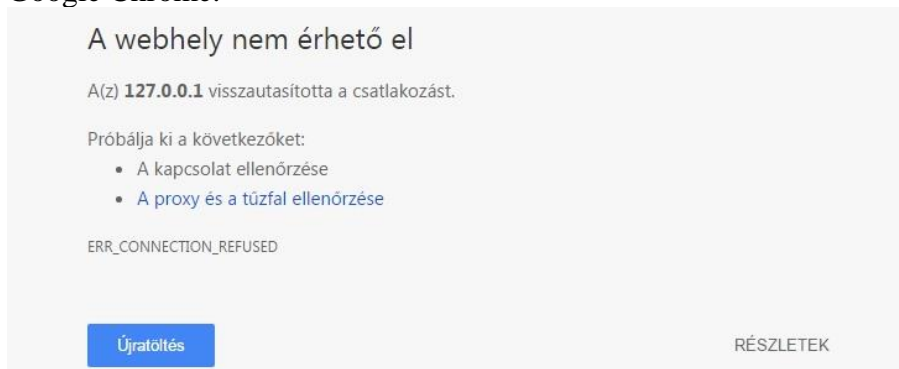 Google Chrome:
A webhely nem érhető el
A(z) 127.0.0.1 visszautasította a csatlakozást.
Próbálja ki a következőket:
• A kapcsolat ellenőrzése
• A proxy és a tűzfal ellenőrzése
ERR_CONNECTION_REFUSED
Újratöltés
RÉSZLETEK